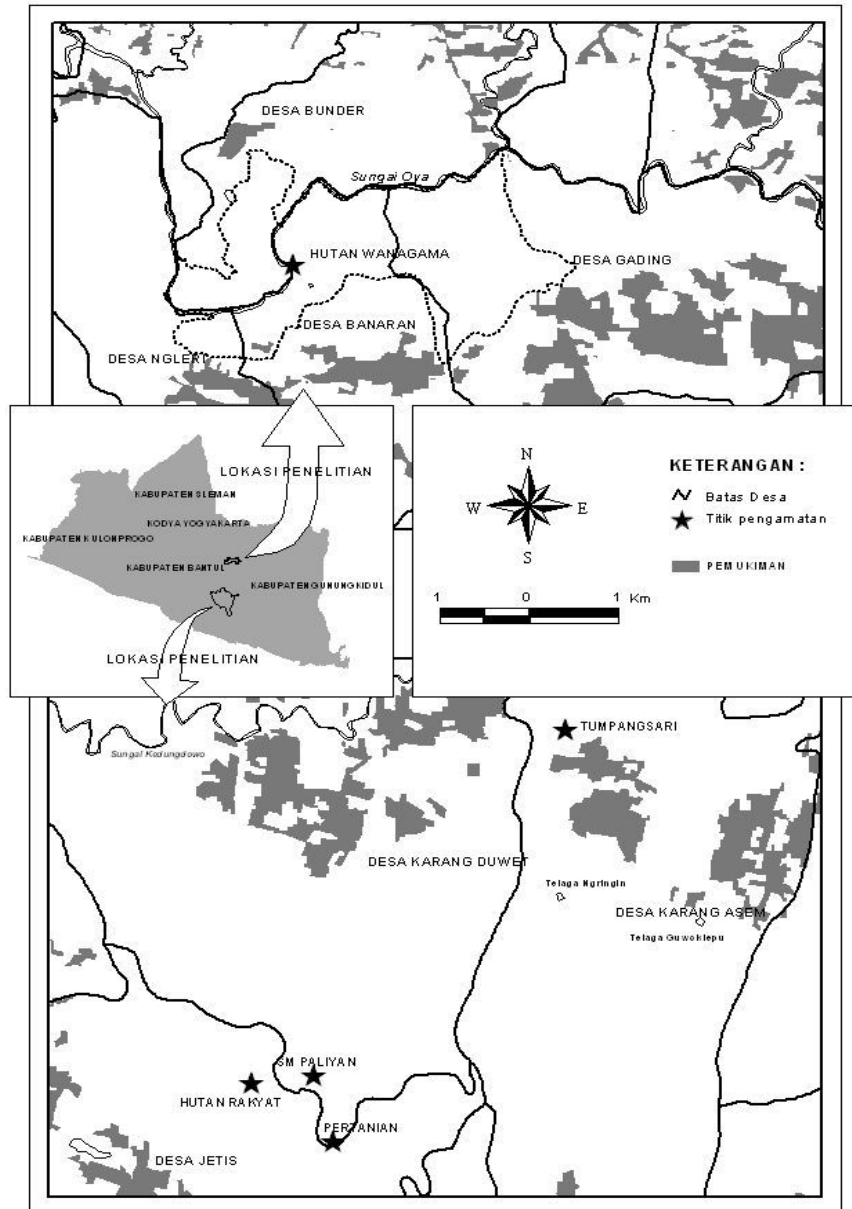 DESA BUNDER
Sungai Oya
HUTAN WANAGAMA
DESA GADING
DESA BANARAN
DESA NGLERI
LOKASI PENELITIAN
KABUPATEN SLEMAN
KODYA YOGYAKARTA
KABUPATEN KULONPROGO
KABUPATEN BANTUL
KABUPATEN GUNUNGKIDUL
LOKASI PENELITIAN
N
W E
S
1 0 1 Km
KETERANGAN :
Batas Desa
Titik pengamatan
PEMUKIMAN
TUMPANGSARI
Sungai Kedungdowo
DESA KARANG DUWET
Telaga Ngringin
DESA KARANG ASEM
Telaga Guwoklepu
SM PALIYAN
HUTAN RAKYAT
PERTANIAN
DESA JETIS